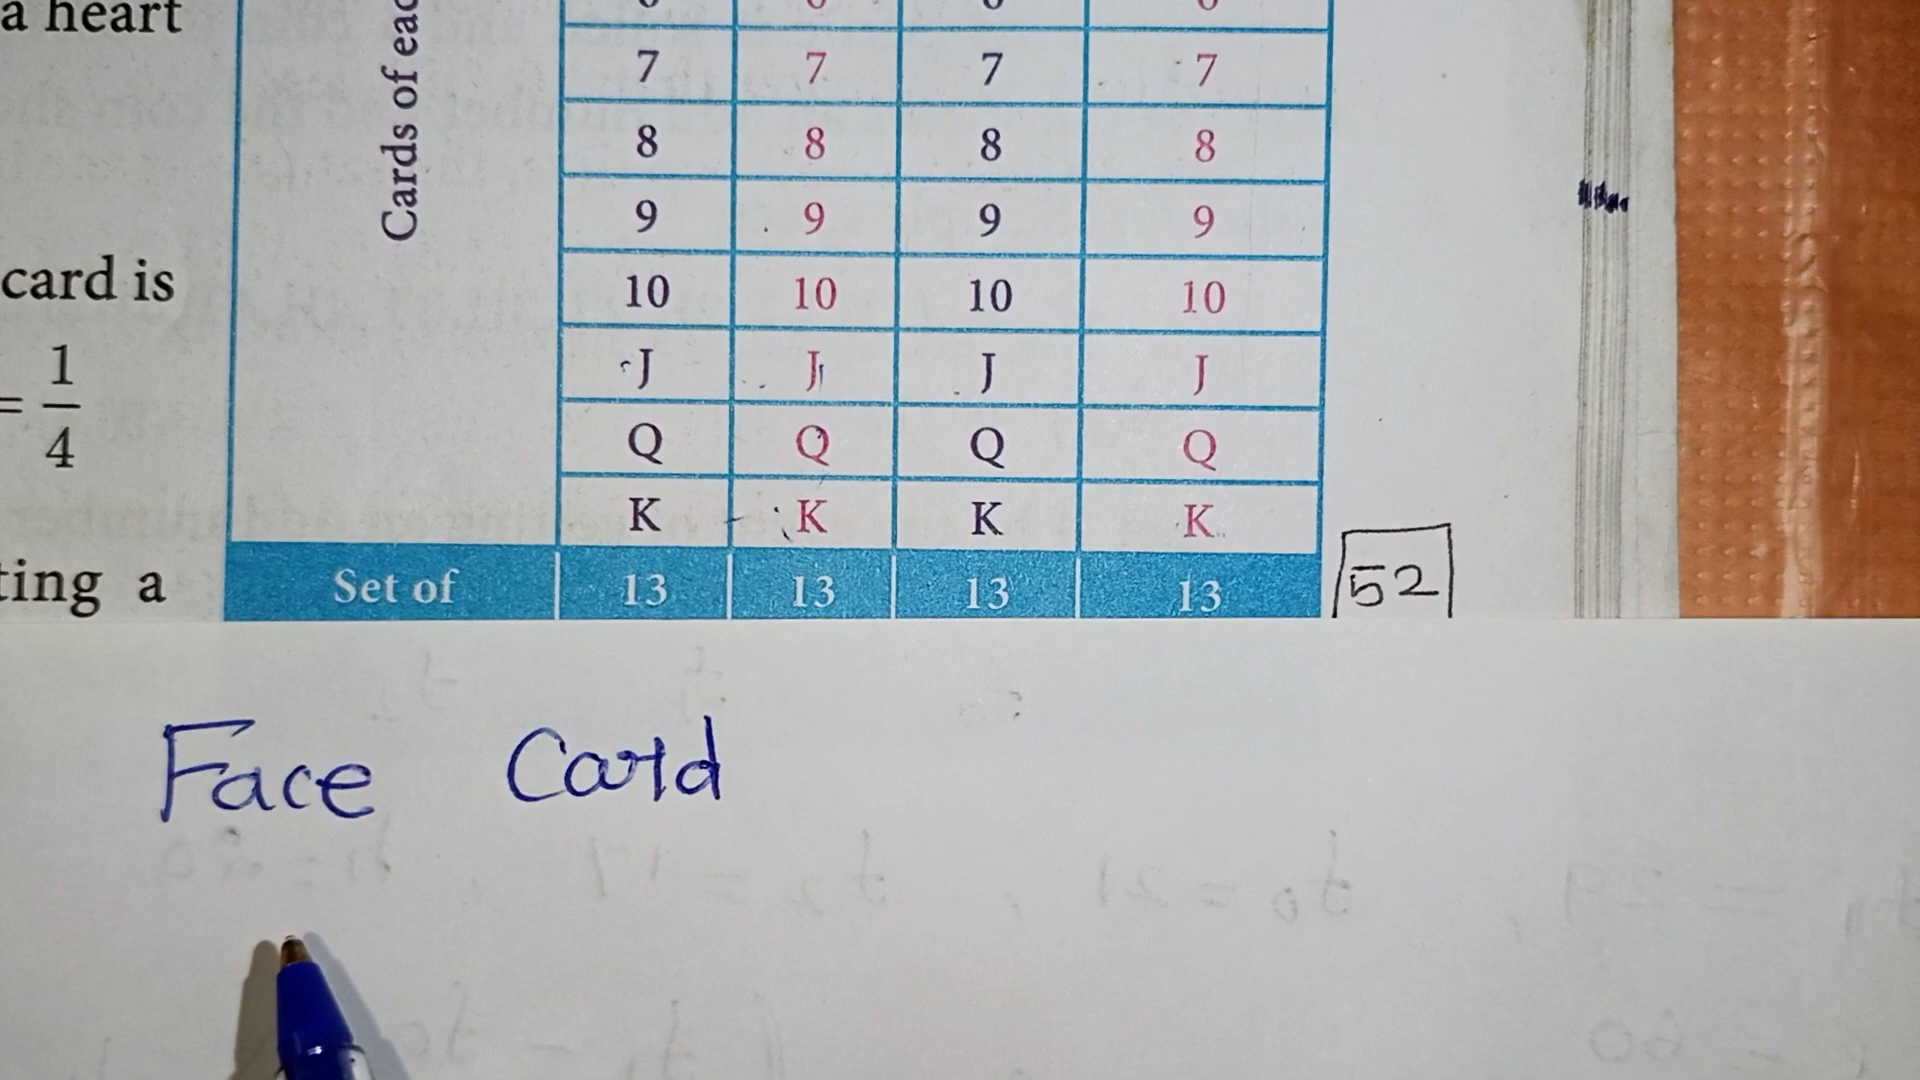 a heart
card is
= 1/4
ting a
Cards of eac
7 7 7 7
8 8 8 8
9 9 9 9
10 10 10 10
J J J J
Q Q Q Q
K K K K
Set of 13 13 13 13
52
Face Card